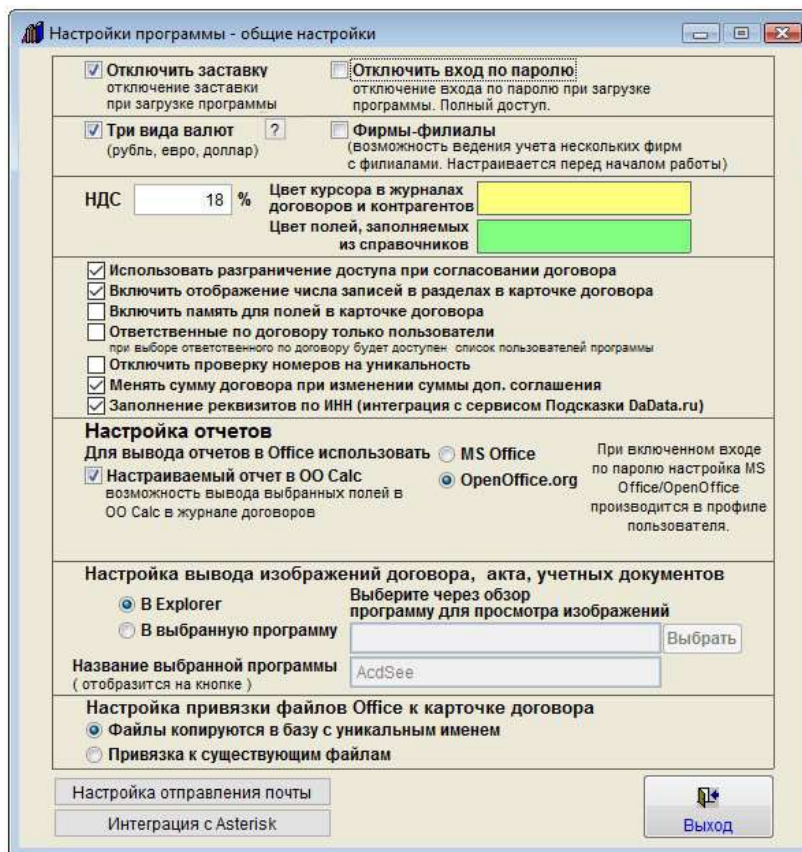 Настройки программы - общие настройки
Отключить заставку
отключение заставки
при загрузке программы
Отключить вход по паролю
отключение входа по паролю при загрузке
программы. Полный доступ.
Три вида валют ?
(рубль, евро, доллар)
Фирмы-филиалы
(возможность ведения учета нескольких фирм
с филиалами. Настраивается перед началом работы)
НДС 18 %
Цвет курсора в журналах
договоров и контрагентов
Цвет полей, заполняемых
из справочников
Использовать разграничение доступа при согласовании договора
Включить отображение числа записей в разделах в карточке договора
Включить память для полей в карточке договора
Ответственные по договору только пользователи
при выборе ответственного по договору будет доступен список пользователей программы
Отключить проверку номеров на уникальность
Менять сумму договора при изменении суммы доп. соглашения
Заполнение реквизитов по ИНН (интеграция с сервисом Подсказки DaData.ru)
Настройка отчетов
Для вывода отчетов в Office использовать
MS Office
OpenOffice.org
Настраиваемый отчет в OO Calc
возможность вывода выбранных полей в
OO Calc в журнале договоров
При включенном входе
по паролю настройка MS
Office/OpenOffice
производится в профиле
пользователя.
Настройка вывода изображений договора, акта, учетных документов
В Explorer
В выбранную программу
Выберите через обзор
программу для просмотра изображений
Выбрать
Название выбранной программы
( отобразится на кнопке )
AcdSee
Настройка привязки файлов Office к карточке договора
Файлы копируются в базу с уникальным именем
Привязка к существующим файлам
Настройка отправления почты
Интеграция с Asterisk
Выход